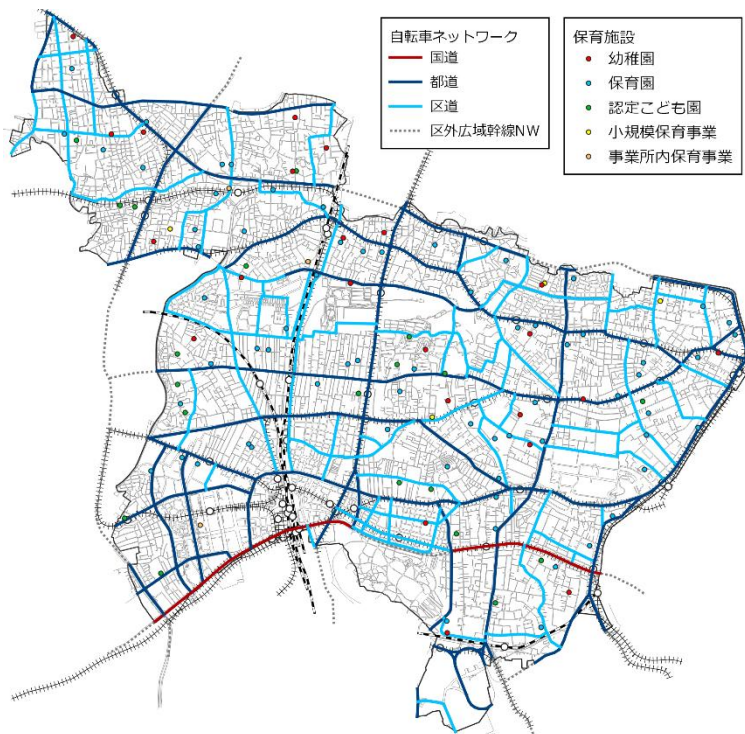 自転車ネットワーク
国道
都道
区道
区外広域幹線NW
保育施設
幼稚園
保育園
認定こども園
小規模保育事業
事業所内保育事業